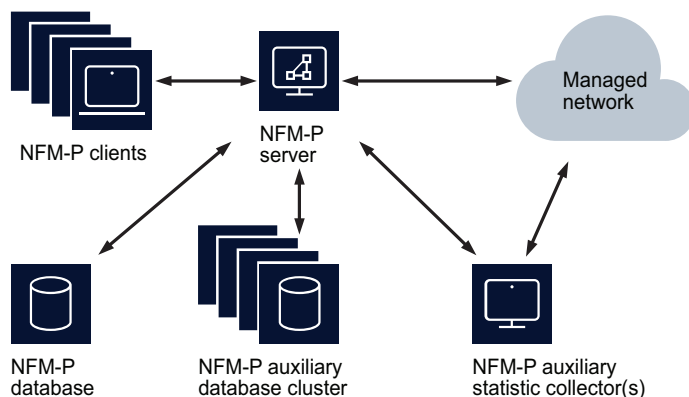 NFM-P clients
NFM-P
server
Managed
network
NFM-P
database
NFM-P auxiliary
database cluster
NFM-P auxiliary
statistic collector(s)